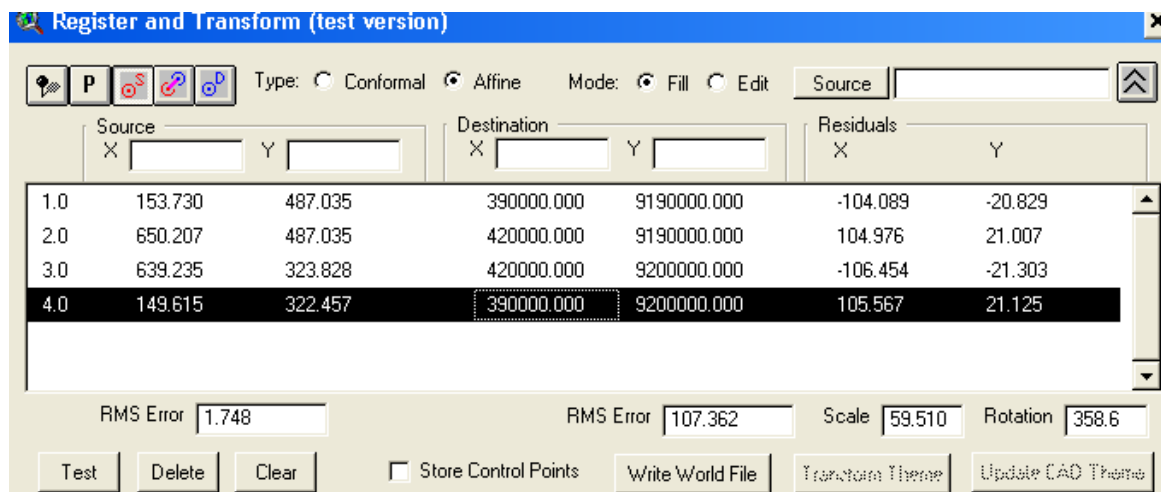 Register and Transform (test version)
P S D Type: Conformal Affine Mode: Fill Edit Source
Source Destination Residuals
X Y X Y X Y
1.0 153.730 487.035 390000.000 9190000.000 -104.089 -20.829
2.0 650.207 487.035 420000.000 9190000.000 104.976 21.007
3.0 639.235 323.828 420000.000 9200000.000 -106.454 -21.303
4.0 149.615 322.457 390000.000 9200000.000 105.567 21.125
RMS Error 1.748 RMS Error 107.362 Scale 59.510 Rotation 358.6
Test Delete Clear Store Control Points Write World File Transform Theme Update CAD Theme